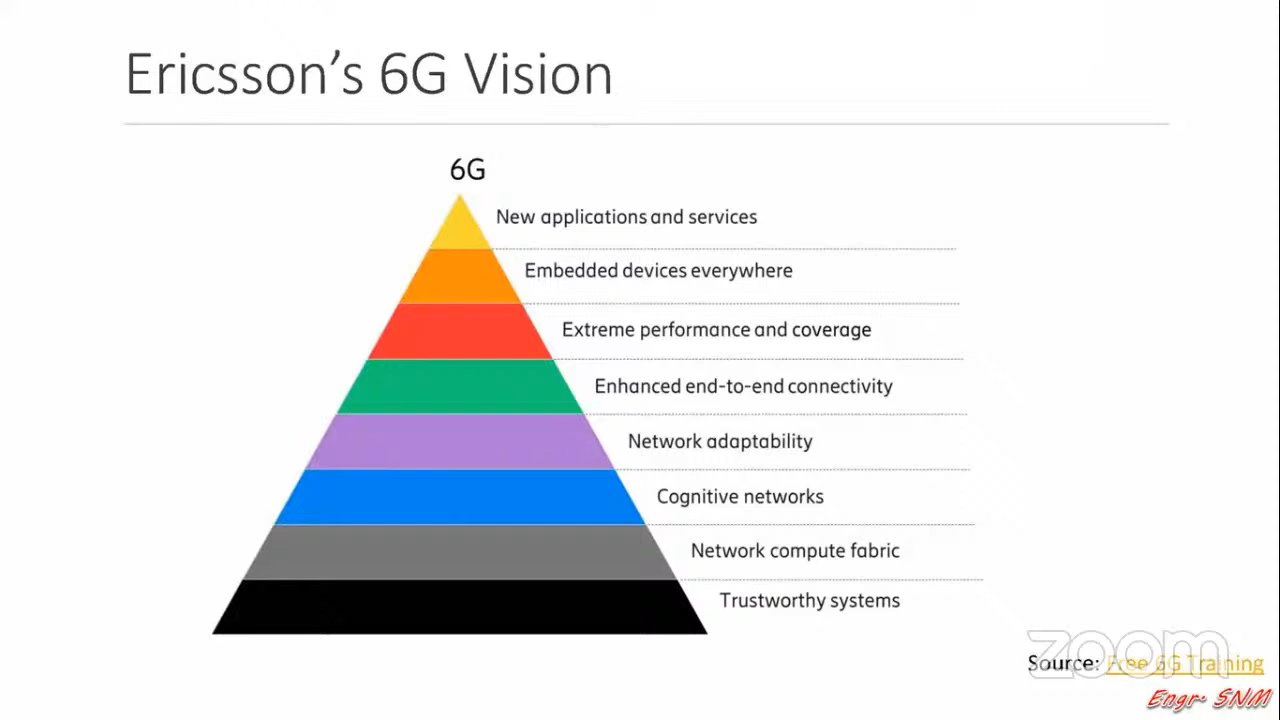 Ericsson's 6G Vision
6G
New applications and services
Embedded devices everywhere
Extreme performance and coverage
Enhanced end-to-end connectivity
Network adaptability
Cognitive networks
Network compute fabric
Trustworthy systems
zoom
Source: Free 6G Training
Engr. SNM